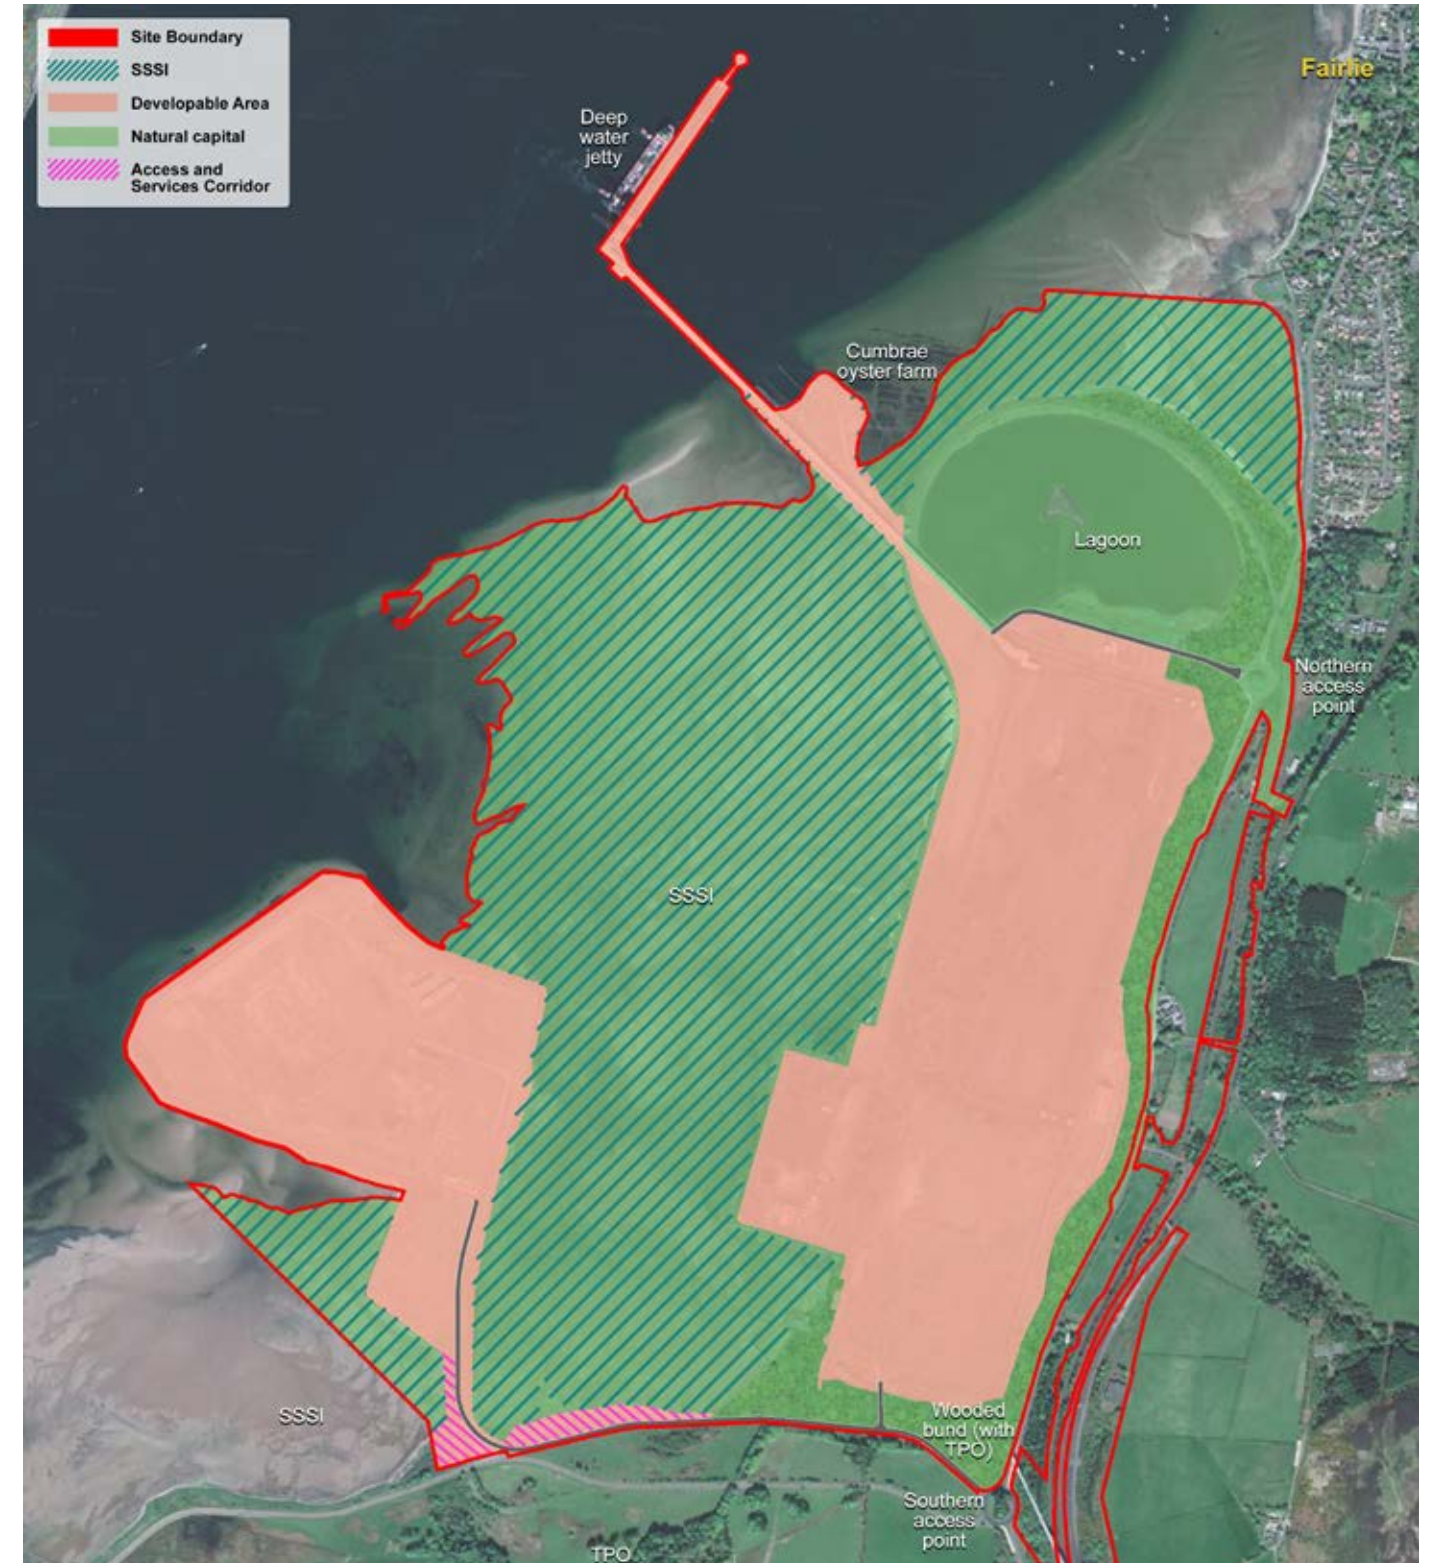 Site Boundary
SSSI
Developable Area
Natural capital
Access and
Services Corridor
Fairlie
Deep
water
jetty
Cumbrae
oyster farm
Lagoon
Northern
access
point
SSSI
SSSI
Wooded
bund (with
TPO)
Southern
access
point
TPO